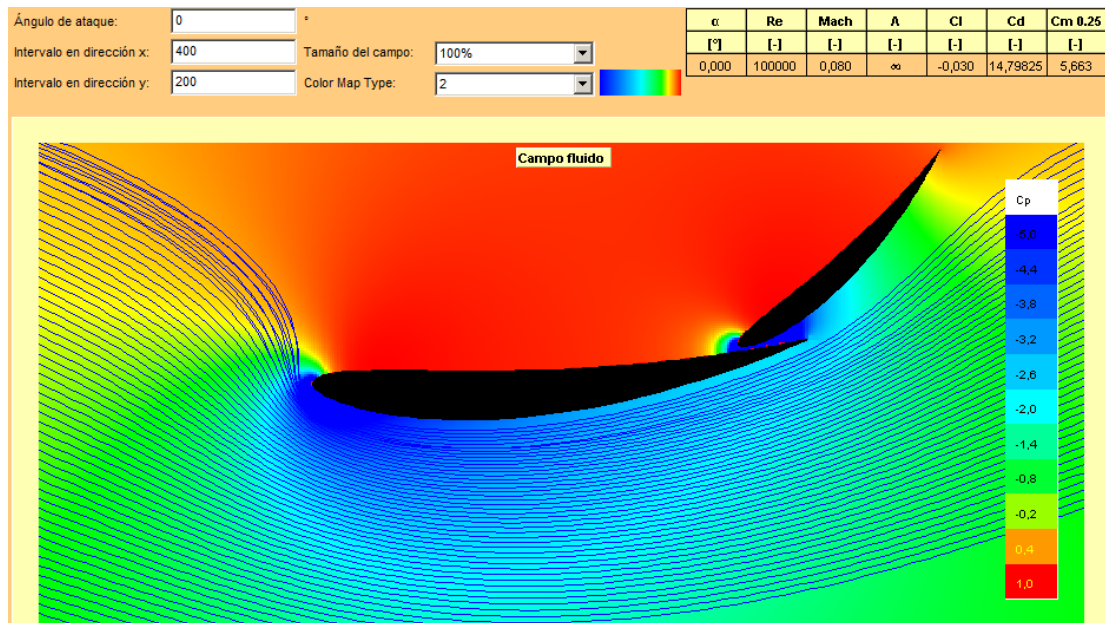 Ángulo de ataque: 0 °
Intervalo en dirección x: 400 Tamaño del campo: 100%
Intervalo en dirección y: 200 Color Map Type: 2
α Re Mach Λ Cl Cd Cm 0.25
[°] [-] [-] [-] [-] [-] [-]
0,000 100000 0,080 ∞ -0,030 14,79825 5,663
Campo fluido
Cp
-5,0
-4,4
-3,8
-3,2
-2,6
-2,0
-1,4
-0,8
-0,2
0,4
1,0